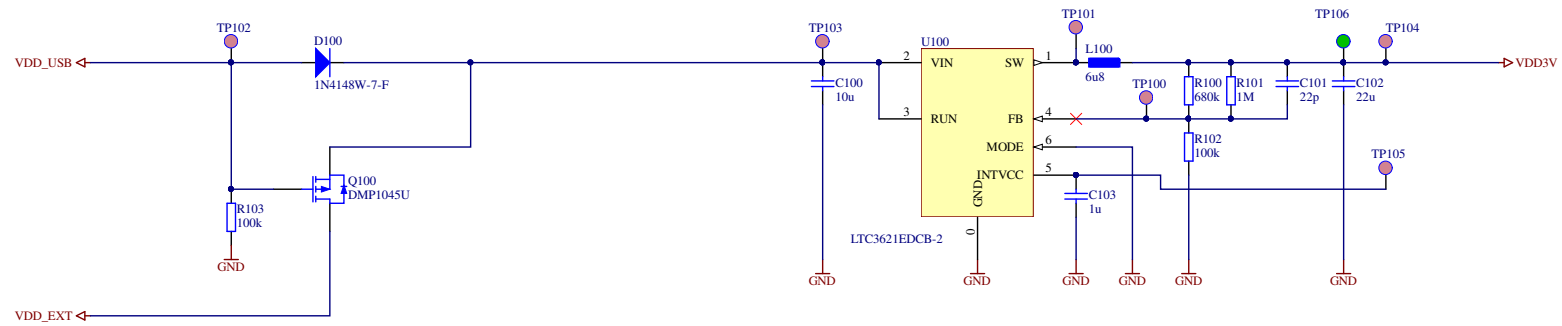 TP102
TP103
TP101
TP106
TP104
D100
U100
L100
VDD_USB
2
VIN
SW
1
VDD3V
1N4148W-7-F
6u8
C100
10u
TP100
R100
680k
R101
1M
C101
22p
C102
22u
3
RUN
FB
4
MODE
6
R102
100k
TP105
INTVCC
5
Q100
DMP1045U
GND
C103
1u
R103
100k
0
LTC3621EDCB-2
GND
GND
GND
GND
GND
GND
GND
VDD_EXT